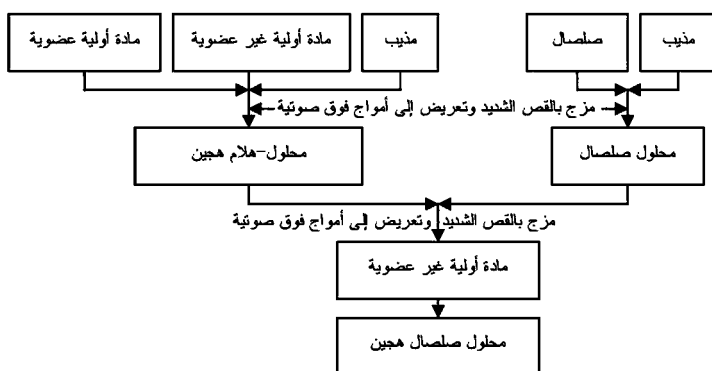 مذيب
صلصال
مذيب
مادة أولية غير عضوية
مادة أولية عضوية
مزج بالقص الشديد وتعريض إلى أمواج فوق صوتية
محلول صلصال
محلول-هلام هجين
مزج بالقص الشديد وتعريض إلى أمواج فوق صوتية
مادة أولية غير عضوية
محلول صلصال هجين